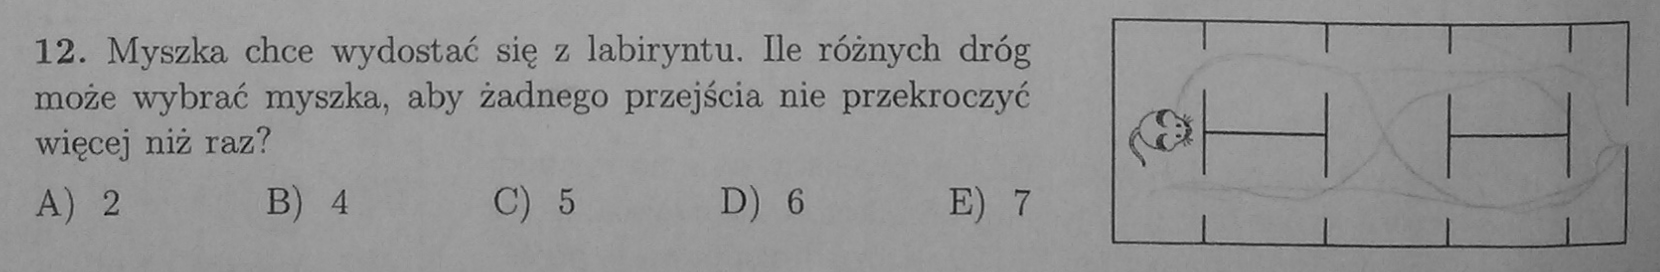 12. Myszka chce wydostać się z labiryntu. Ile różnych dróg
może wybrać myszka, aby żadnego przejścia nie przekroczyć
więcej niż raz?
A) 2 B) 4 C) 5 D) 6 E) 7